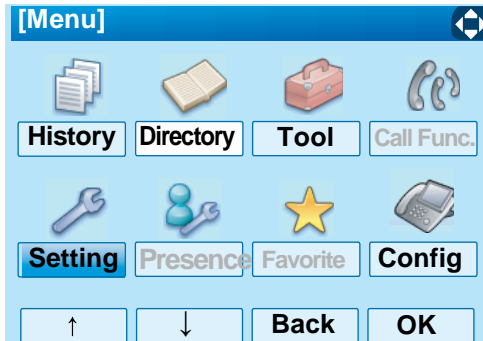 [Menu]
History Directory Tool Call Func.
Setting Presence Favorite Config
↑ ↓ Back OK